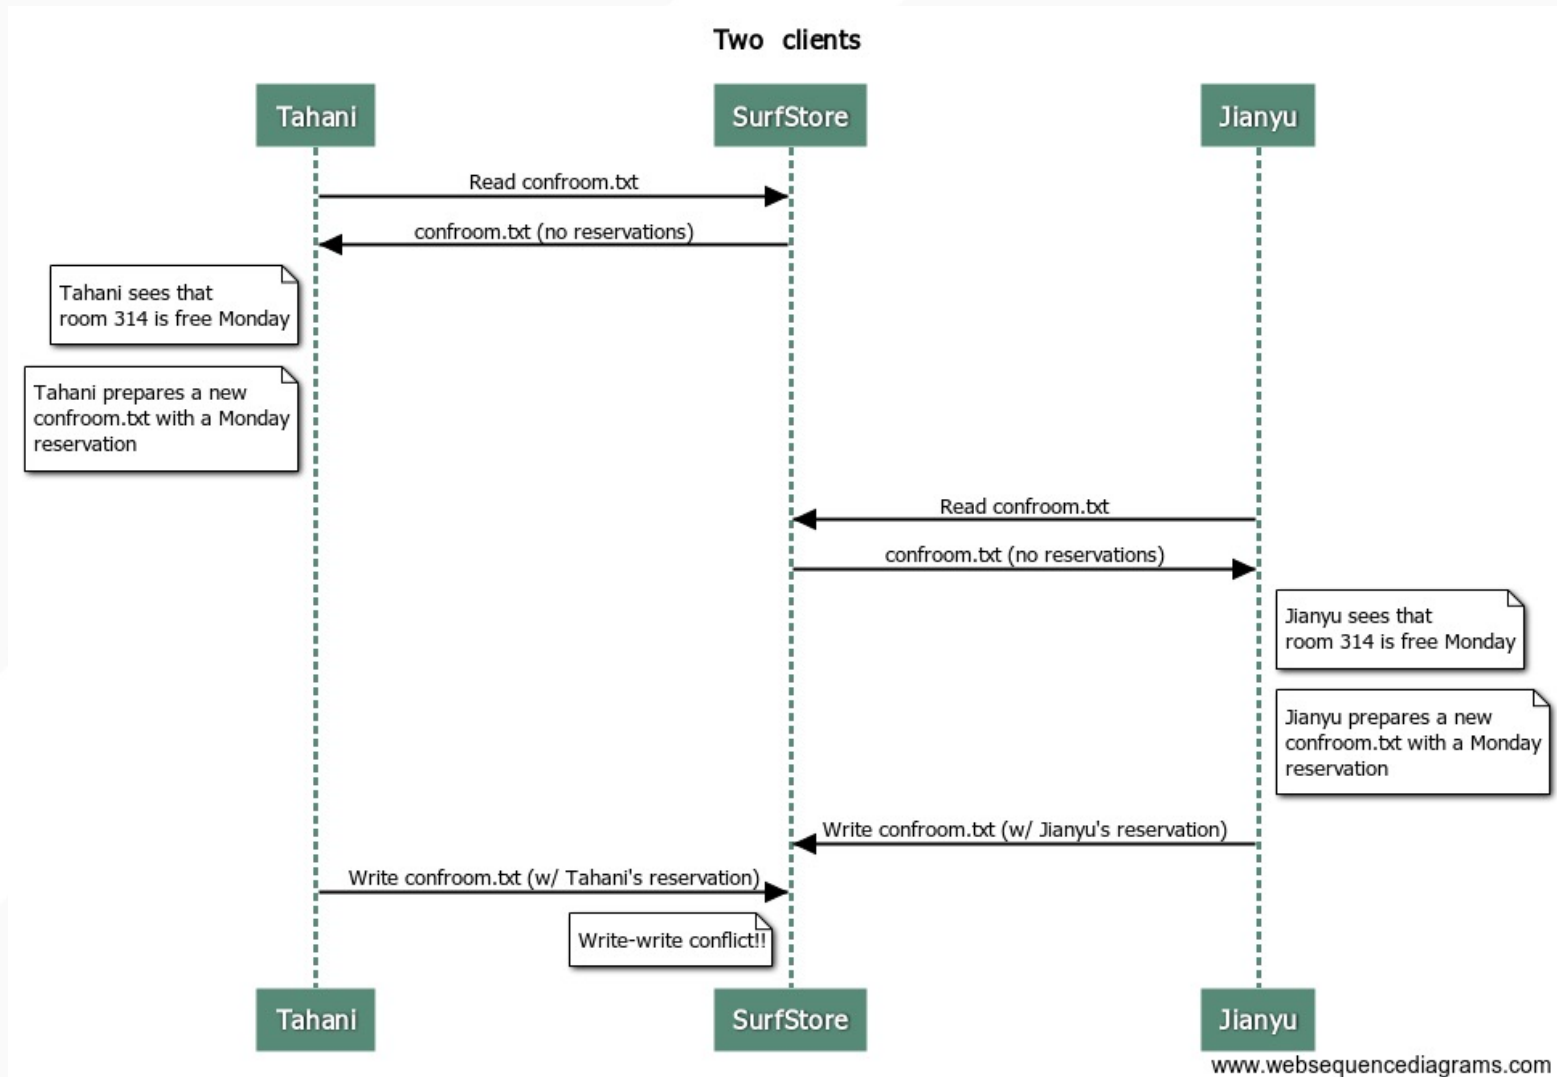 Two clients
Tahani
SurfStore
Jianyu
Read confroom.txt
confroom.txt (no reservations)
Tahani sees that
room 314 is free Monday
Tahani prepares a new
confroom.txt with a Monday
reservation
Read confroom.txt
confroom.txt (no reservations)
Jianyu sees that
room 314 is free Monday
Jianyu prepares a new
confroom.txt with a Monday
reservation
Write confroom.txt (w/ Jianyu's reservation)
Write confroom.txt (w/ Tahani's reservation)
Write-write conflict!!
Tahani
SurfStore
Jianyu
www.websequencediagrams.com